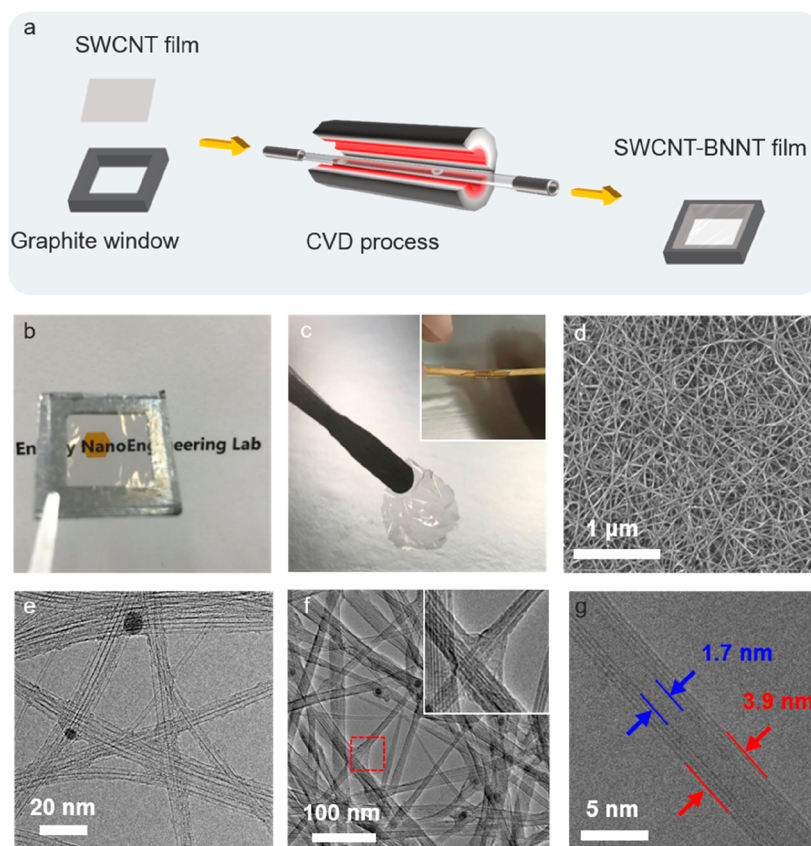 a
SWCNT film
Graphite window
CVD process
SWCNT-BNNT film
b
NanoEngineering Lab
c
d
1 μm
e
20 nm
f
100 nm
g
1.7 nm
3.9 nm
5 nm